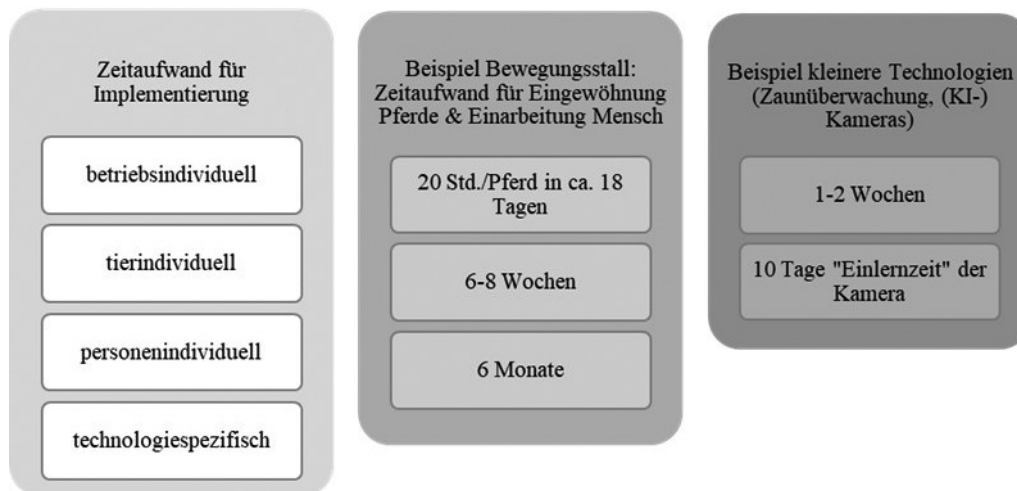 Zeitaufwand für
Implementierung
betriebsindividuell
tierindividuell
personenindividuell
technologiespezifisch
Beispiel Bewegungsstall:
Zeitaufwand für Eingewöhnung
Pferde & Einarbeitung Mensch
20 Std./Pferd in ca. 18
Tagen
6-8 Wochen
6 Monate
Beispiel kleinere Technologien
(Zaunüberwachung, (KI-)
Kameras)
1-2 Wochen
10 Tage "Einlernzeit" der
Kamera